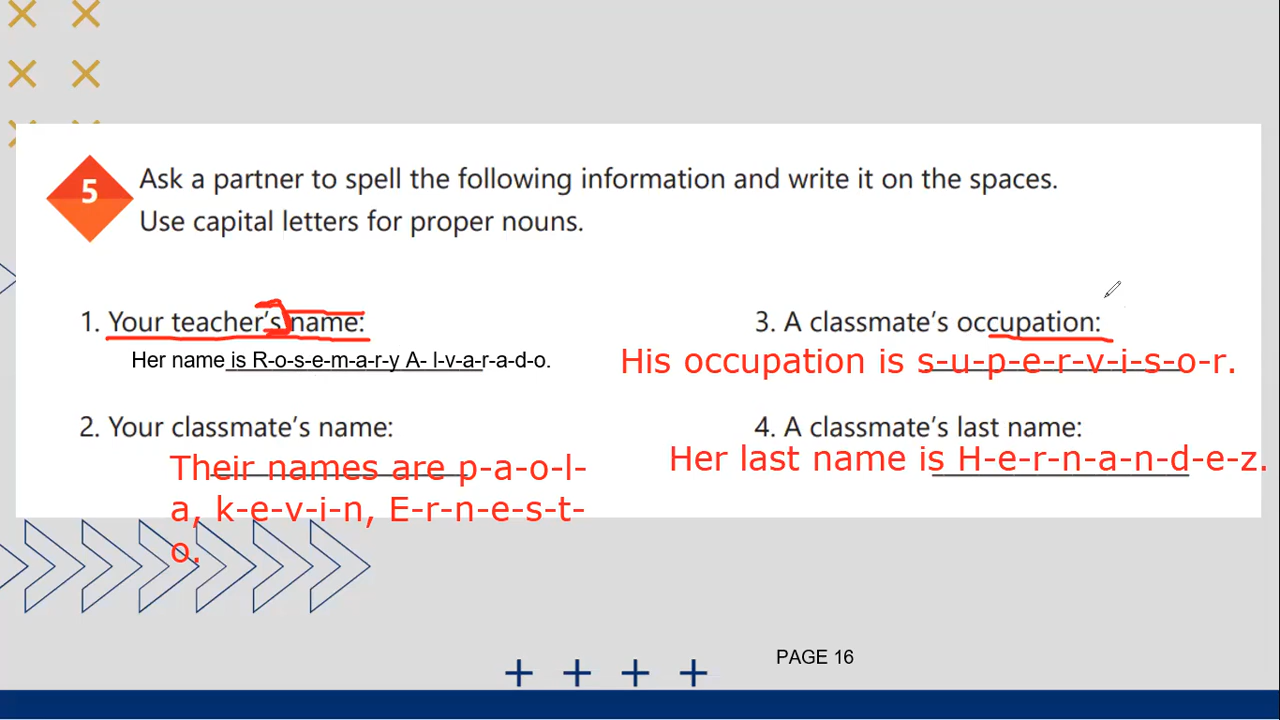 5
Ask a partner to spell the following information and write it on the spaces.
Use capital letters for proper nouns.
1. Your teacher's name:
Her name is R-o-s-e-m-a-r-y A- l-v-a-r-a-d-o.
2. Your classmate's name:
Their names are p-a-o-l-
a, k-e-v-i-n, E-r-n-e-s-t-
o.
3. A classmate's occupation:
His occupation is s-u-p-e-r-v-i-s-o-r.
4. A classmate's last name:
Her last name is H-e-r-n-a-n-d-e-z.
PAGE 16